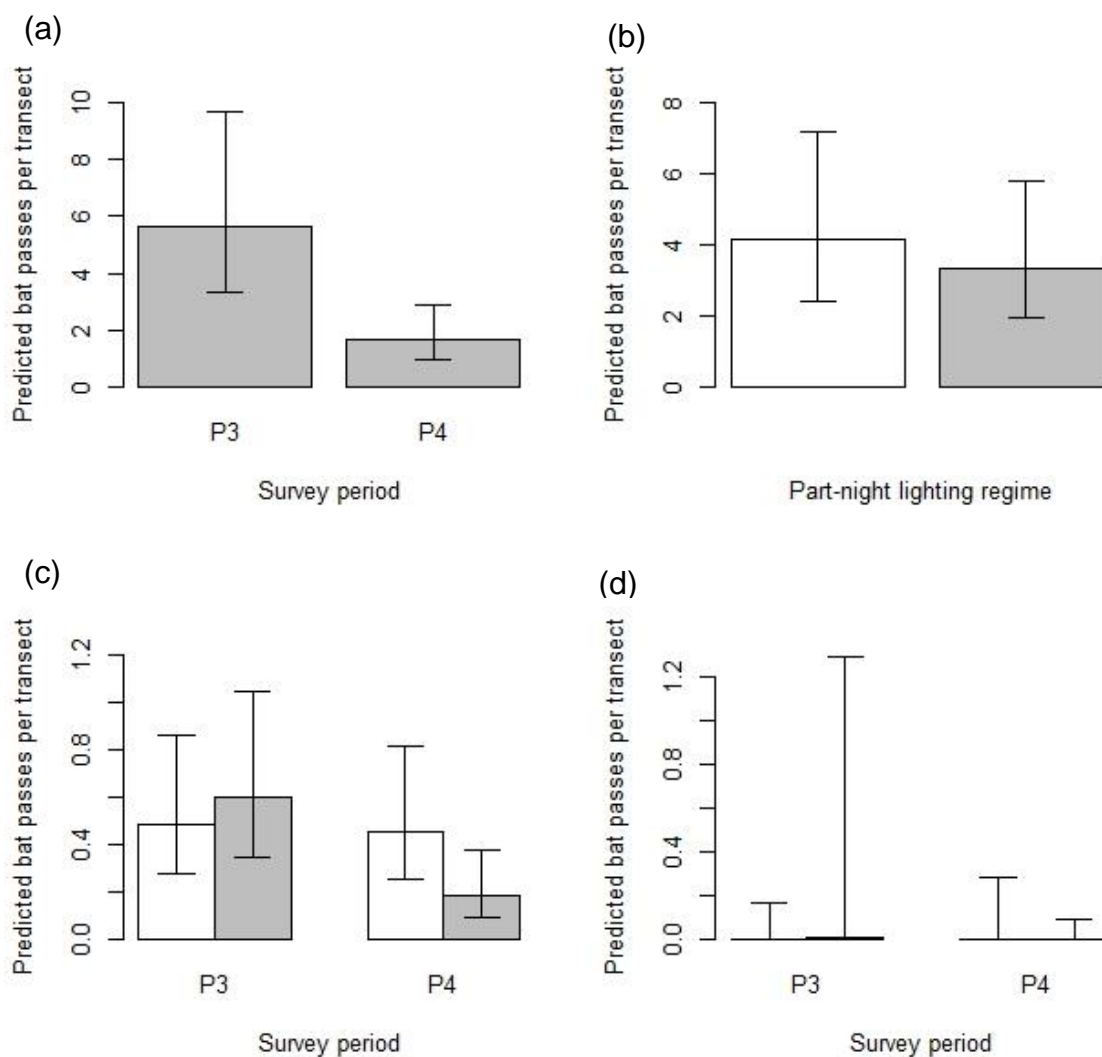 (a)
Predicted bat passes per transect
0 2 4 6 8 10
P3 P4
Survey period
(b)
Predicted bat passes per transect
0 2 4 6 8
Part-night lighting regime
(c)
Predicted bat passes per transect
0.0 0.4 0.8 1.2
P3 P4
Survey period
(d)
Predicted bat passes per transect
0.0 0.4 0.8 1.2
P3 P4
Survey period